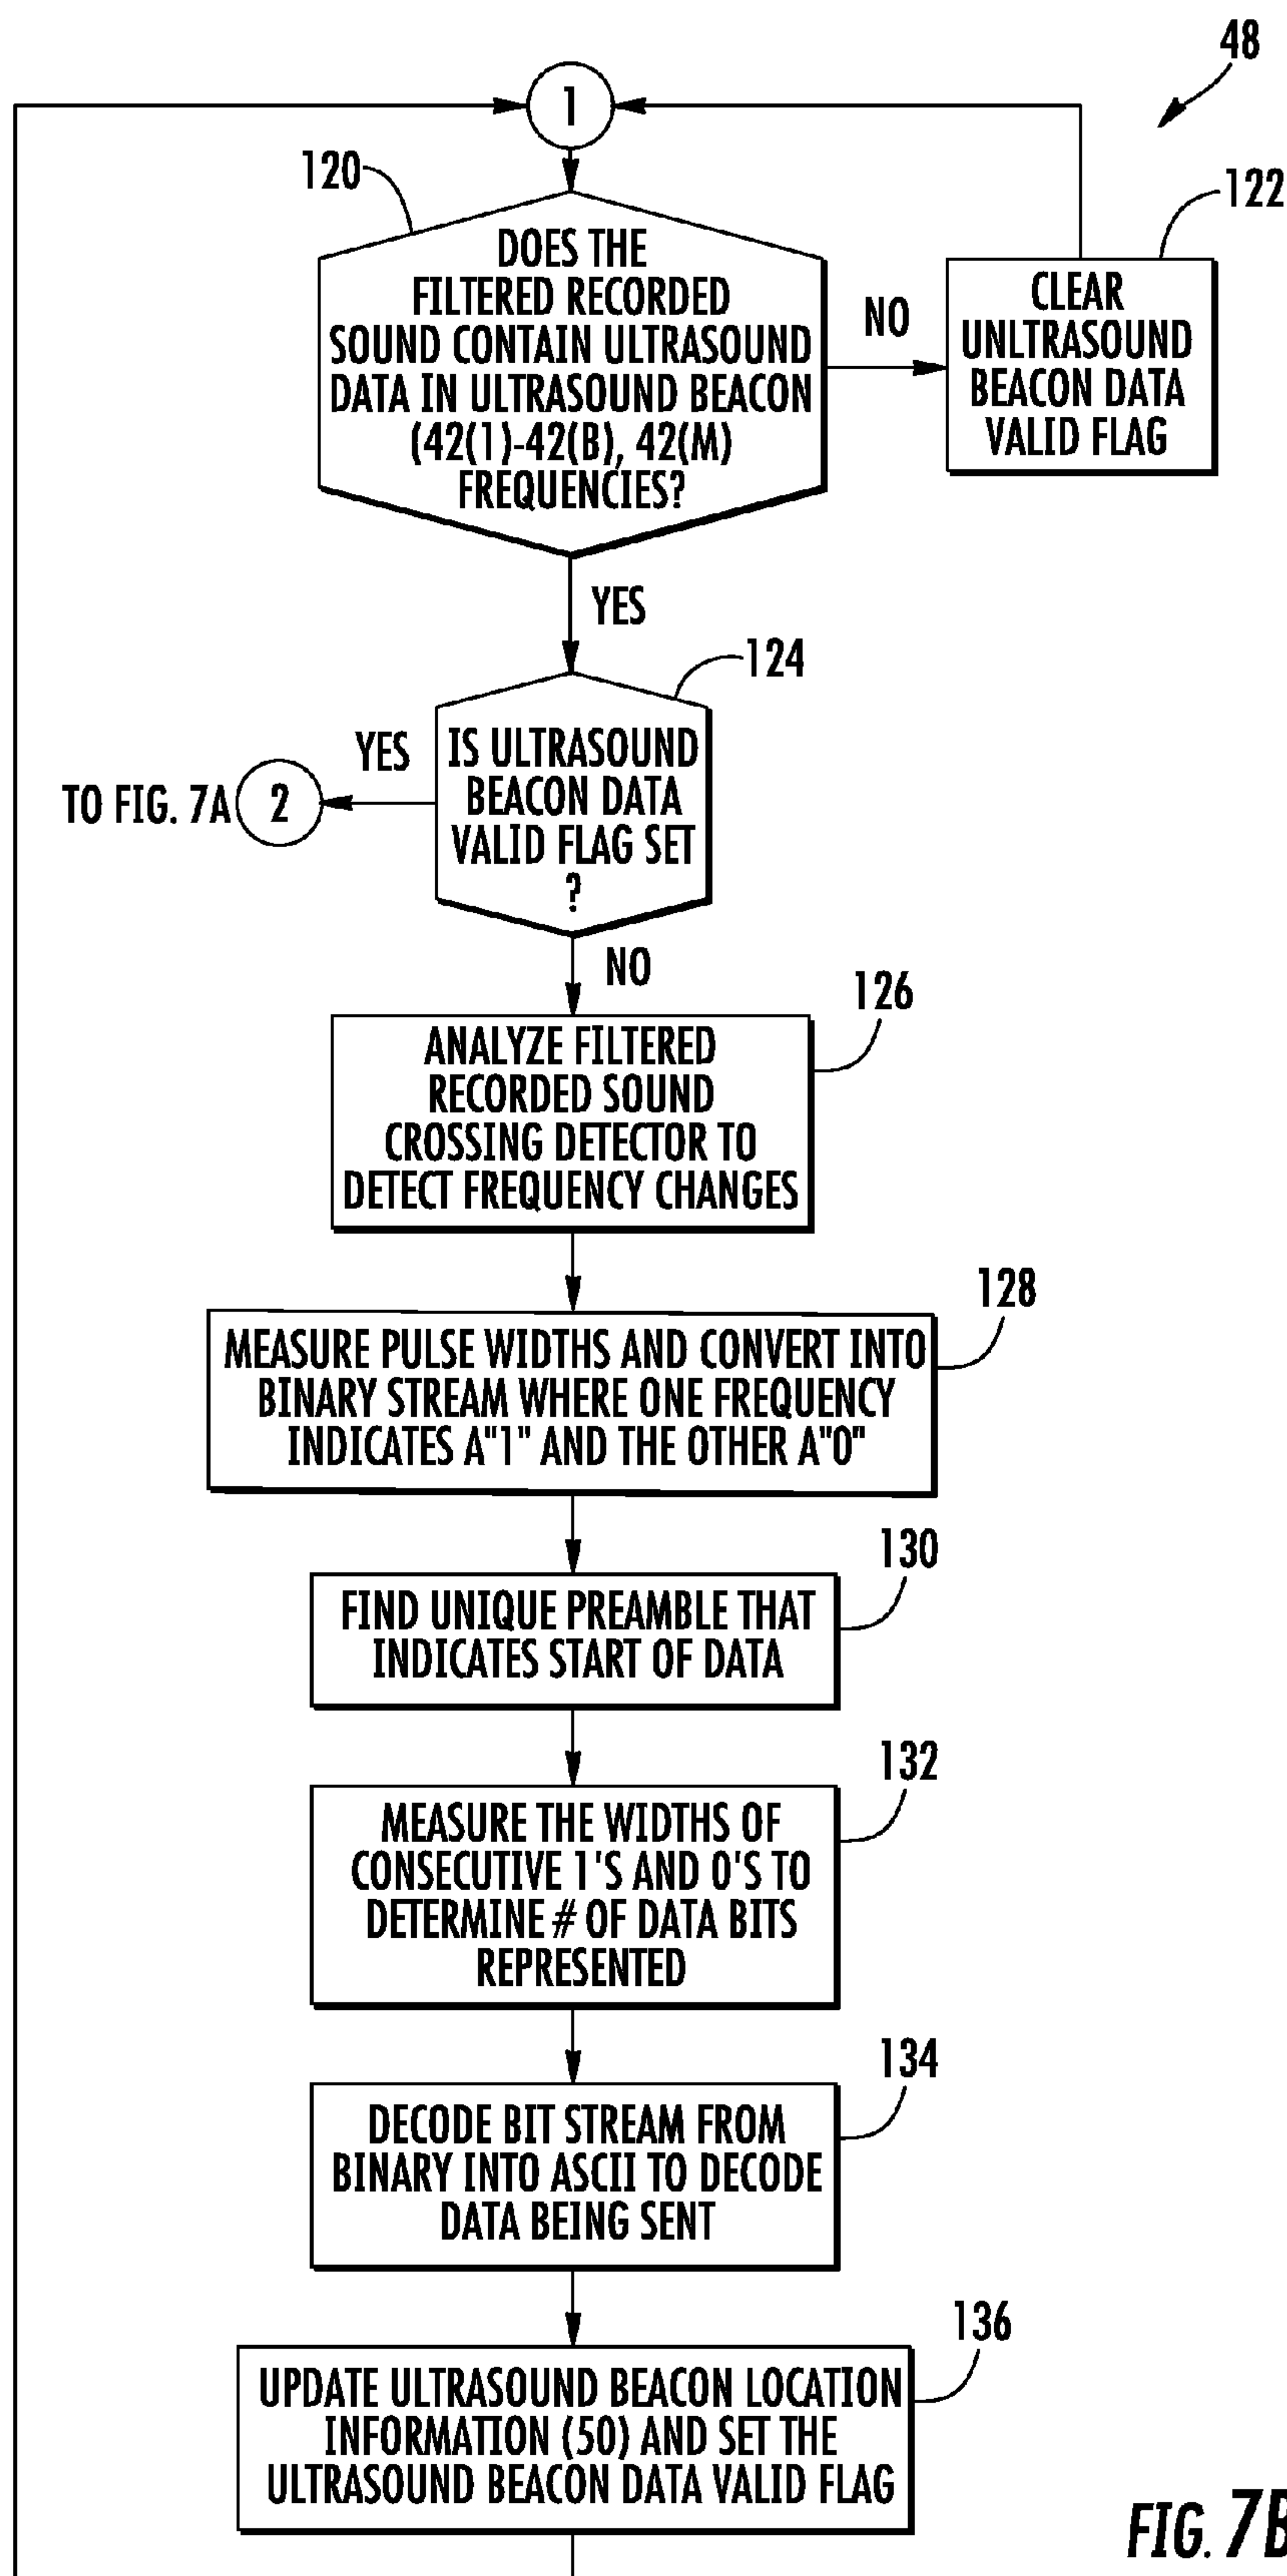 48
1
120
DOES THE
FILTERED RECORDED
SOUND CONTAIN ULTRASOUND
DATA IN ULTRASOUND BEACON
(42(1)-42(B), 42(M)
FREQUENCIES?
NO
122
CLEAR
UNLTRASOUND
BEACON DATA
VALID FLAG
YES
124
IS ULTRASOUND
BEACON DATA
VALID FLAG SET
?
YES
TO FIG. 7A
2
NO
126
ANALYZE FILTERED
RECORDED SOUND
CROSSING DETECTOR TO
DETECT FREQUENCY CHANGES
128
MEASURE PULSE WIDTHS AND CONVERT INTO
BINARY STREAM WHERE ONE FREQUENCY
INDICATES A"1" AND THE OTHER A"0"
130
FIND UNIQUE PREAMBLE THAT
INDICATES START OF DATA
132
MEASURE THE WIDTHS OF
CONSECUTIVE 1'S AND 0'S TO
DETERMINE # OF DATA BITS
REPRESENTED
134
DECODE BIT STREAM FROM
BINARY INTO ASCII TO DECODE
DATA BEING SENT
136
UPDATE ULTRASOUND BEACON LOCATION
INFORMATION (50) AND SET THE
ULTRASOUND BEACON DATA VALID FLAG
FIG. 7B